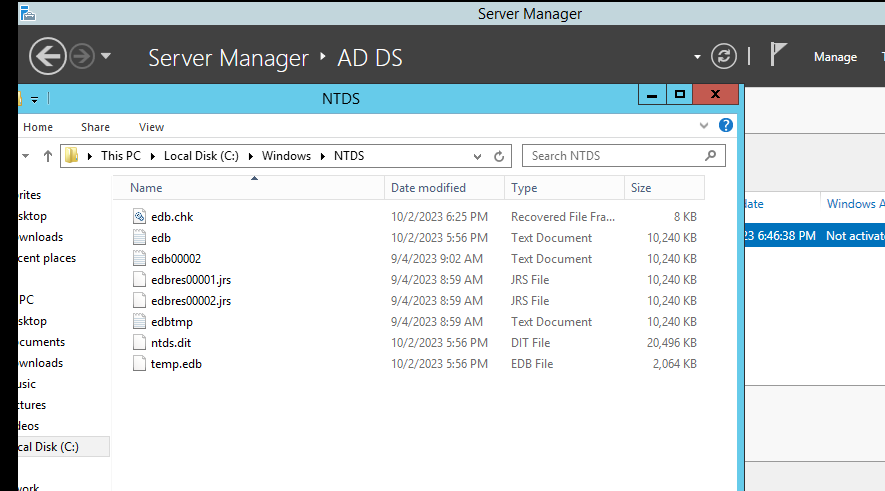 Server Manager
Server Manager ‣ AD DS
Manage
NTDS
Home Share View
This PC ‣ Local Disk (C:) ‣ Windows ‣ NTDS
Search NTDS
Name Date modified Type Size
edb.chk 10/2/2023 6:25 PM Recovered File Fra... 8 KB
edb 10/2/2023 5:56 PM Text Document 10,240 KB
edb00002 9/4/2023 9:02 AM Text Document 10,240 KB
edbres00001.jrs 9/4/2023 8:59 AM JRS File 10,240 KB
edbres00002.jrs 9/4/2023 8:59 AM JRS File 10,240 KB
edbtmp 9/4/2023 8:59 AM Text Document 10,240 KB
ntds.dit 10/2/2023 5:56 PM DIT File 20,496 KB
temp.edb 10/2/2023 5:56 PM EDB File 2,064 KB
rites
sktop
wnloads
cent places
PC
sktop
cuments
wnloads
usic
tures
deos
cal Disk (C:)
work
date Windows A
23 6:46:38 PM Not activate